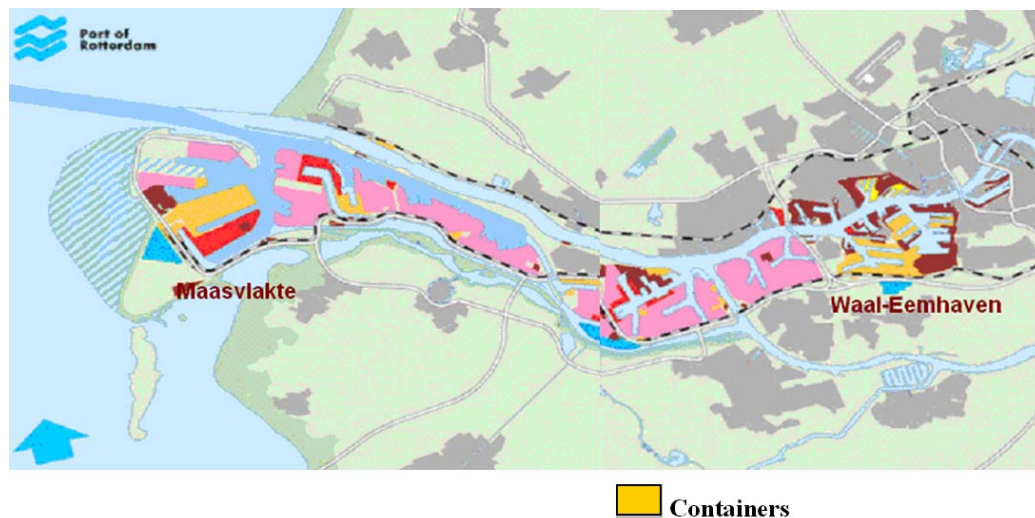 Port of
Rotterdam
Maasvlakte
Waal-Eemhaven
Containers